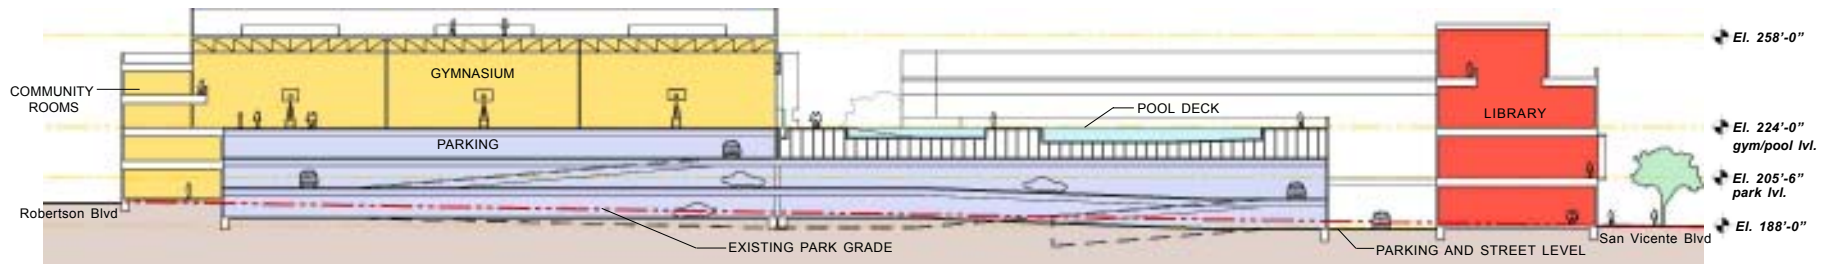 El. 258'-0"
GYMNASIUM
COMMUNITY
ROOMS
POOL DECK
LIBRARY
El. 224'-0"
gym/pool lvl.
PARKING
El. 205'-6"
park lvl.
Robertson Blvd
El. 188'-0"
San Vicente Blvd
EXISTING PARK GRADE
PARKING AND STREET LEVEL